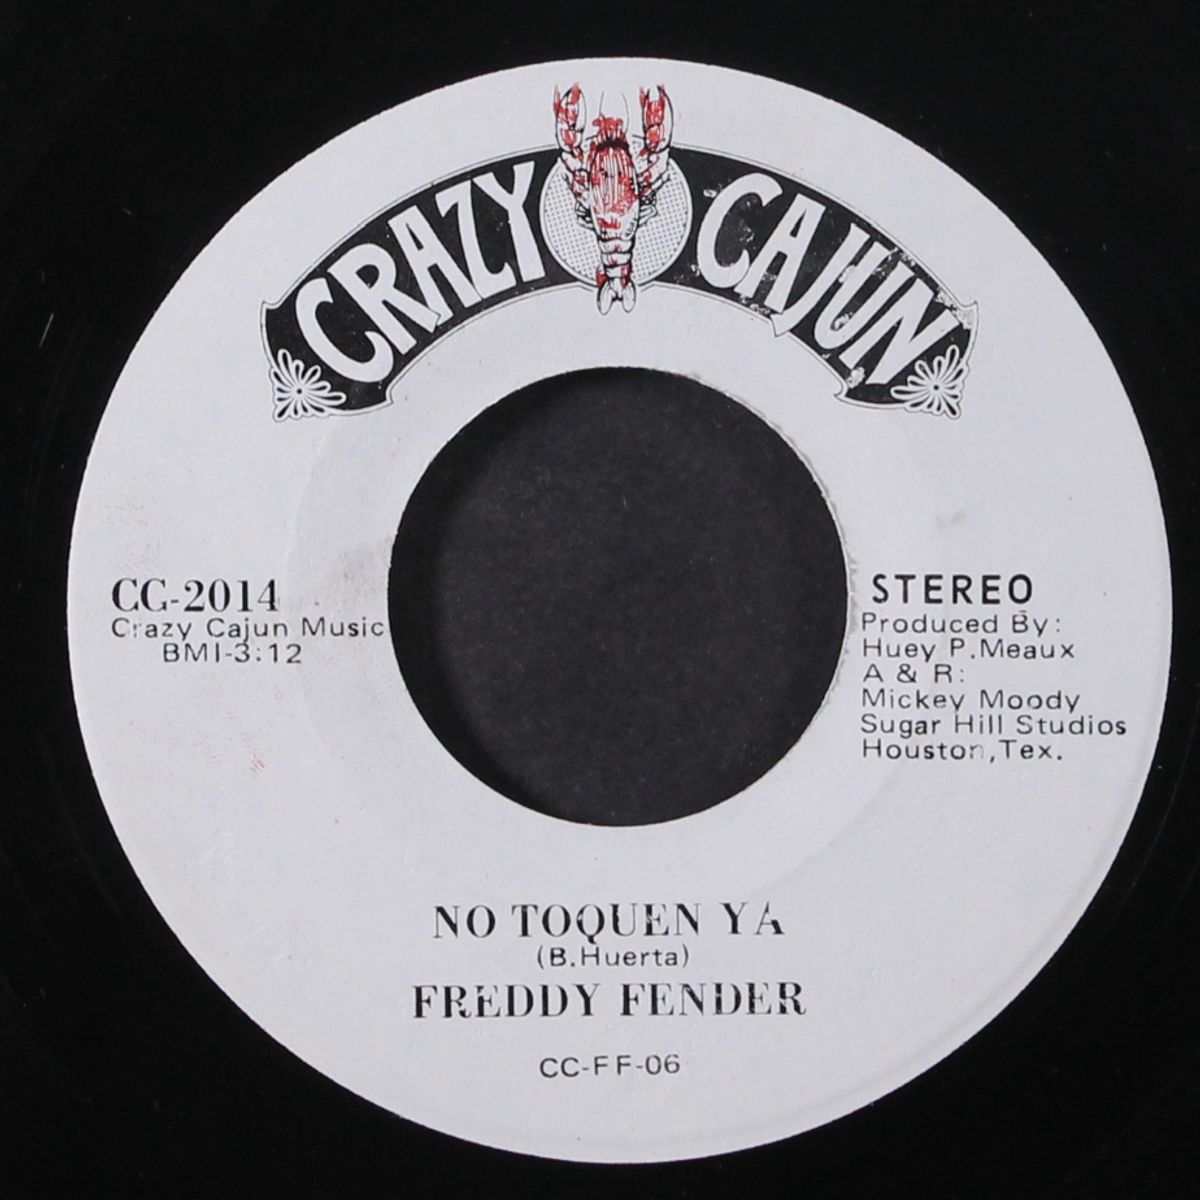 CRAZY CAJUN
CC-2014
Crazy Cajun Music
BMI-3:12
STEREO
Produced By:
Huey P.Meaux
A & R:
Mickey Moody
Sugar Hill Studios
Houston,Tex.
NO TOQUEN YA
(B.Huerta)
FREDDY FENDER
CC-FF-06